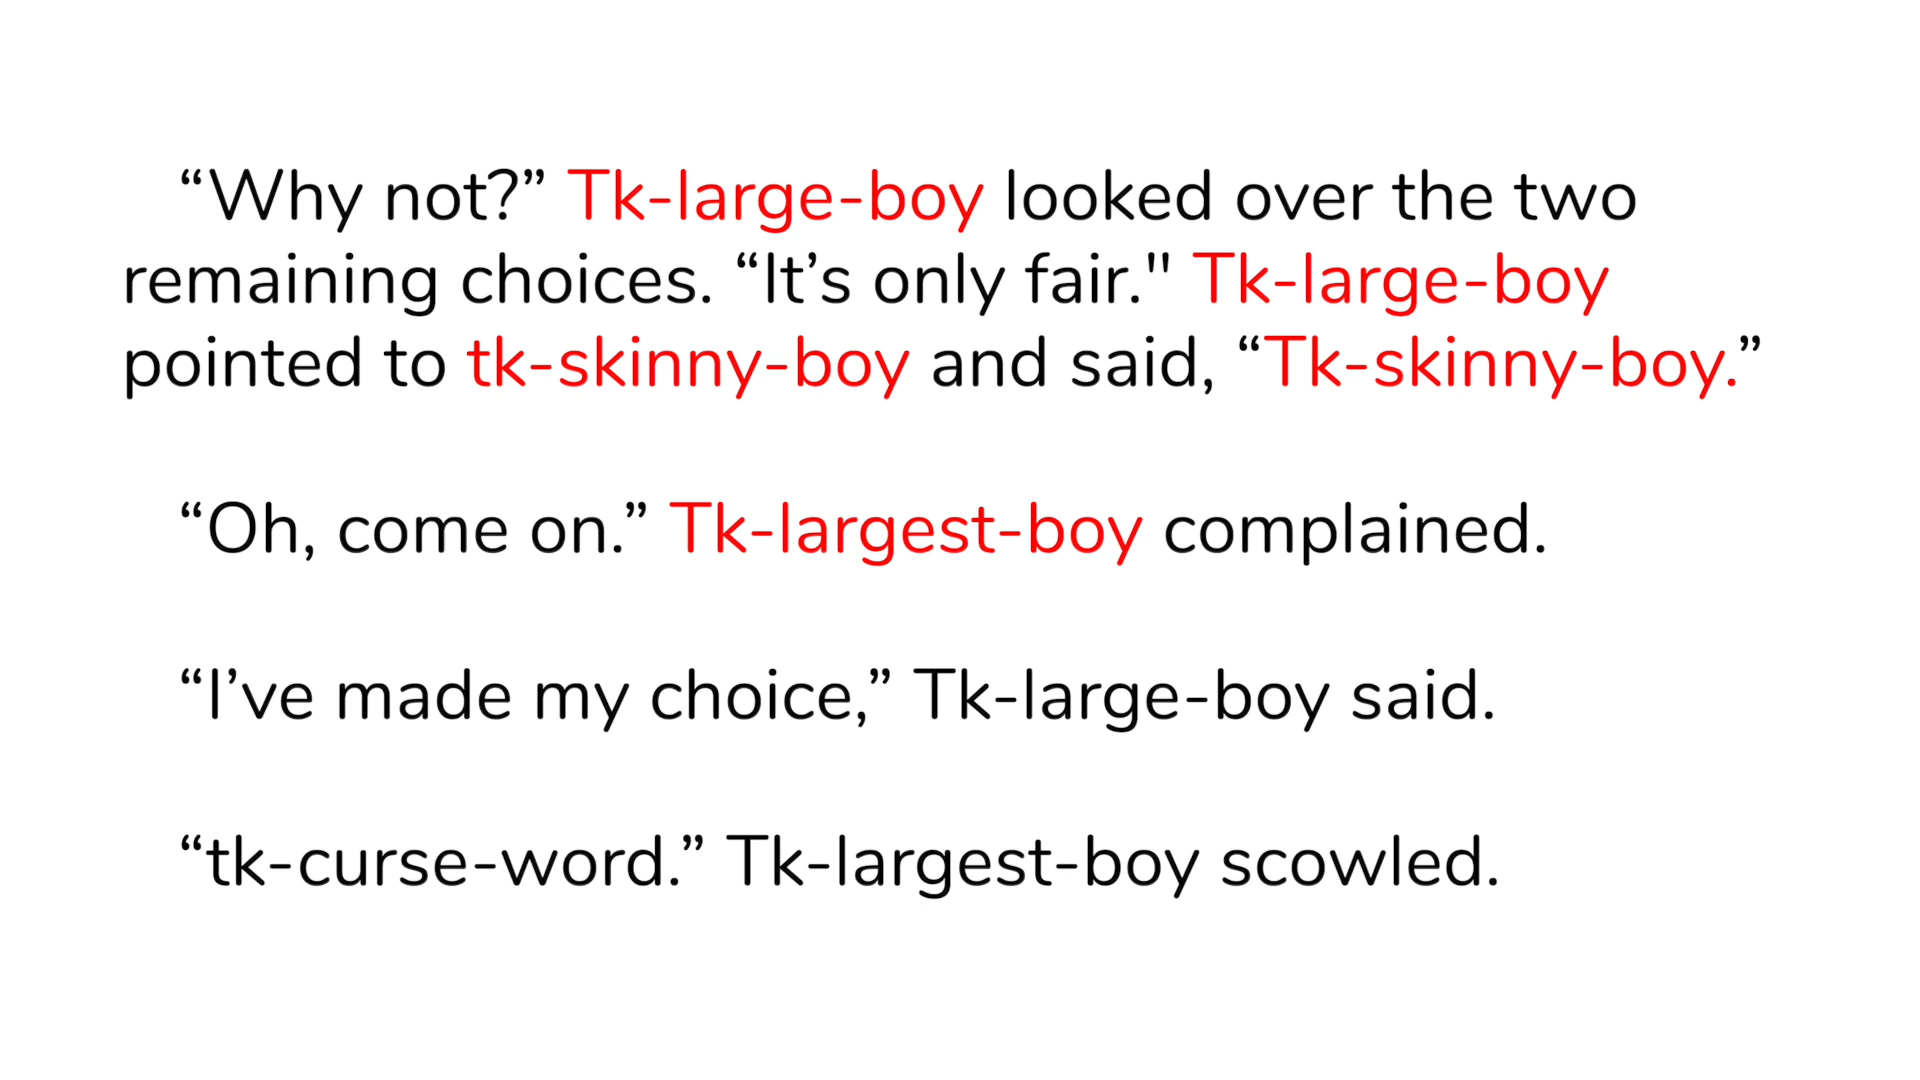 “Why not?” Tk-large-boy looked over the two
remaining choices. “It’s only fair." Tk-large-boy
pointed to tk-skinny-boy and said, “Tk-skinny-boy.”
“Oh, come on.” Tk-largest-boy complained.
“I’ve made my choice,” Tk-large-boy said.
“tk-curse-word.” Tk-largest-boy scowled.